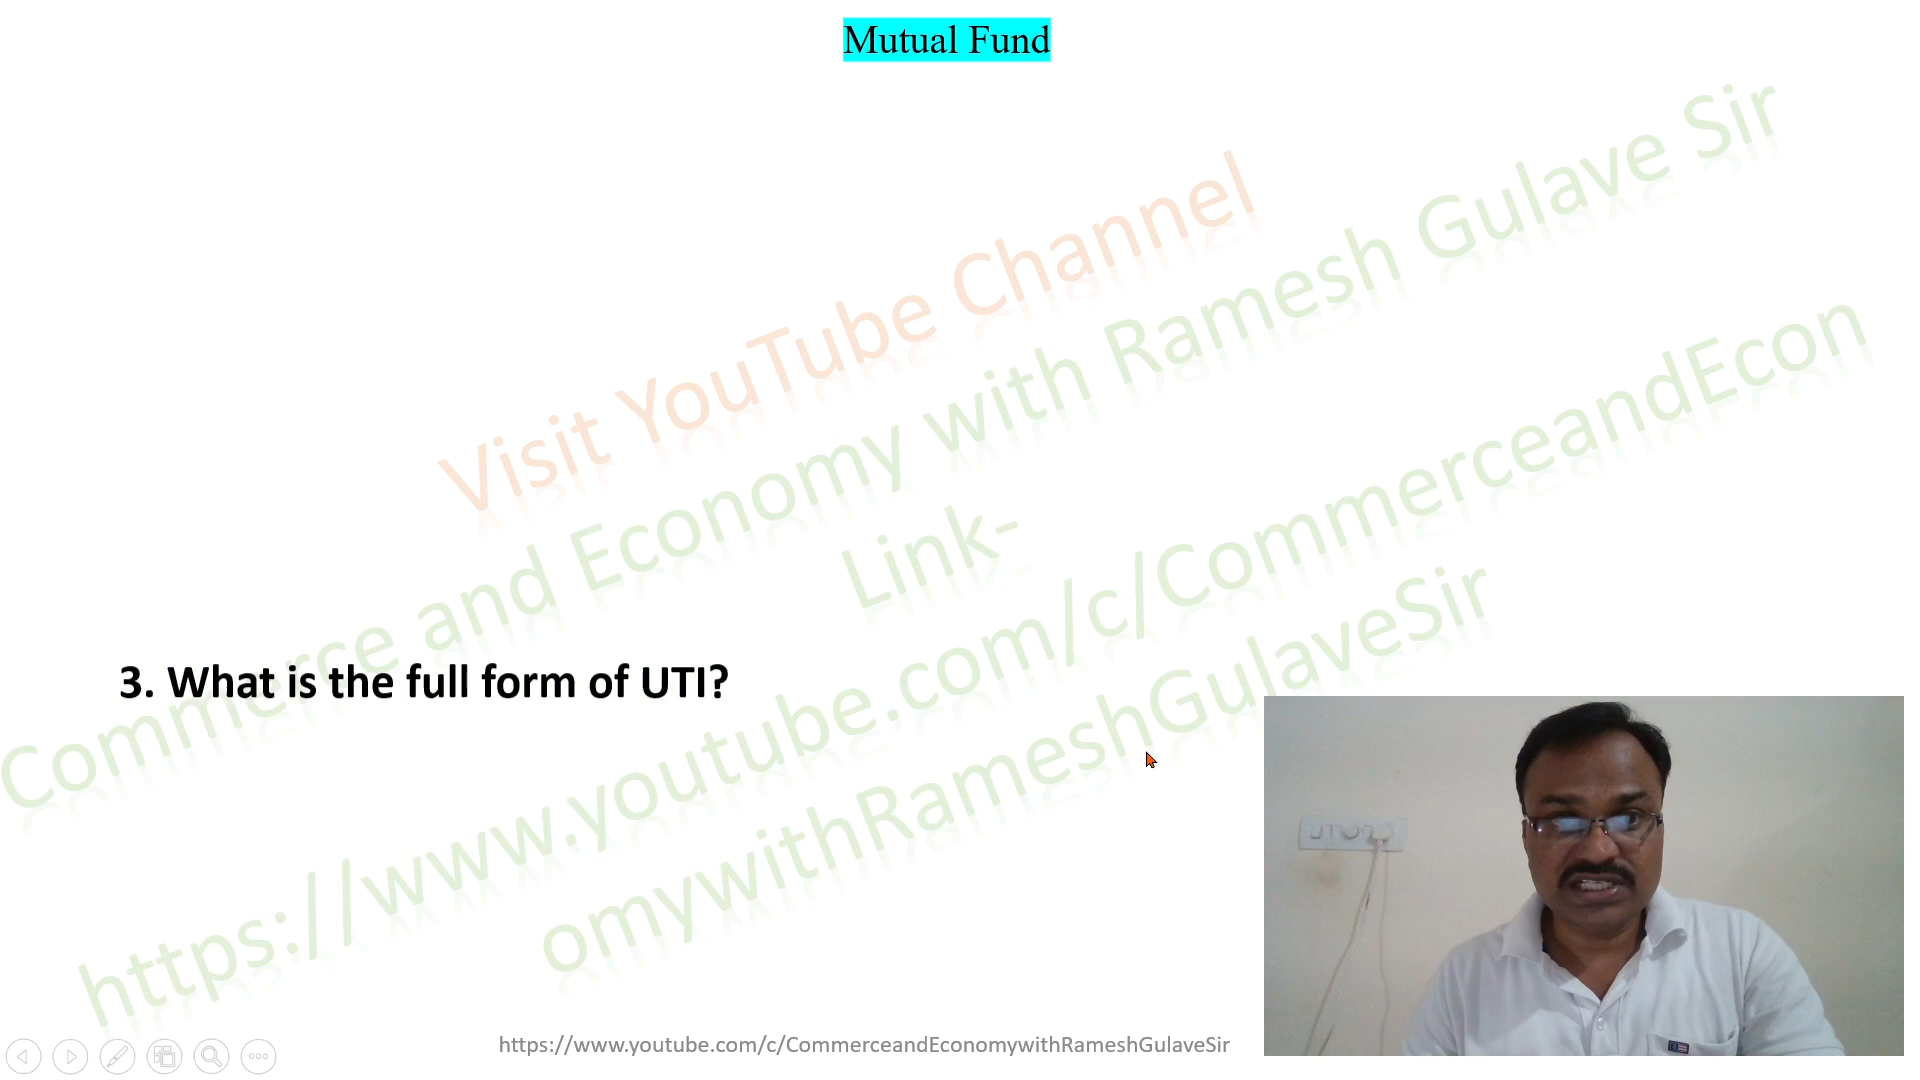 Mutual Fund
Visit YouTube Channel
Commerce and Economy with Ramesh Gulave Sir
Link-
https://www.youtube.com/c/CommerceandEcon
omywithRameshGulaveSir
3. What is the full form of UTI?
https://www.youtube.com/c/CommerceandEconomywithRameshGulaveSir